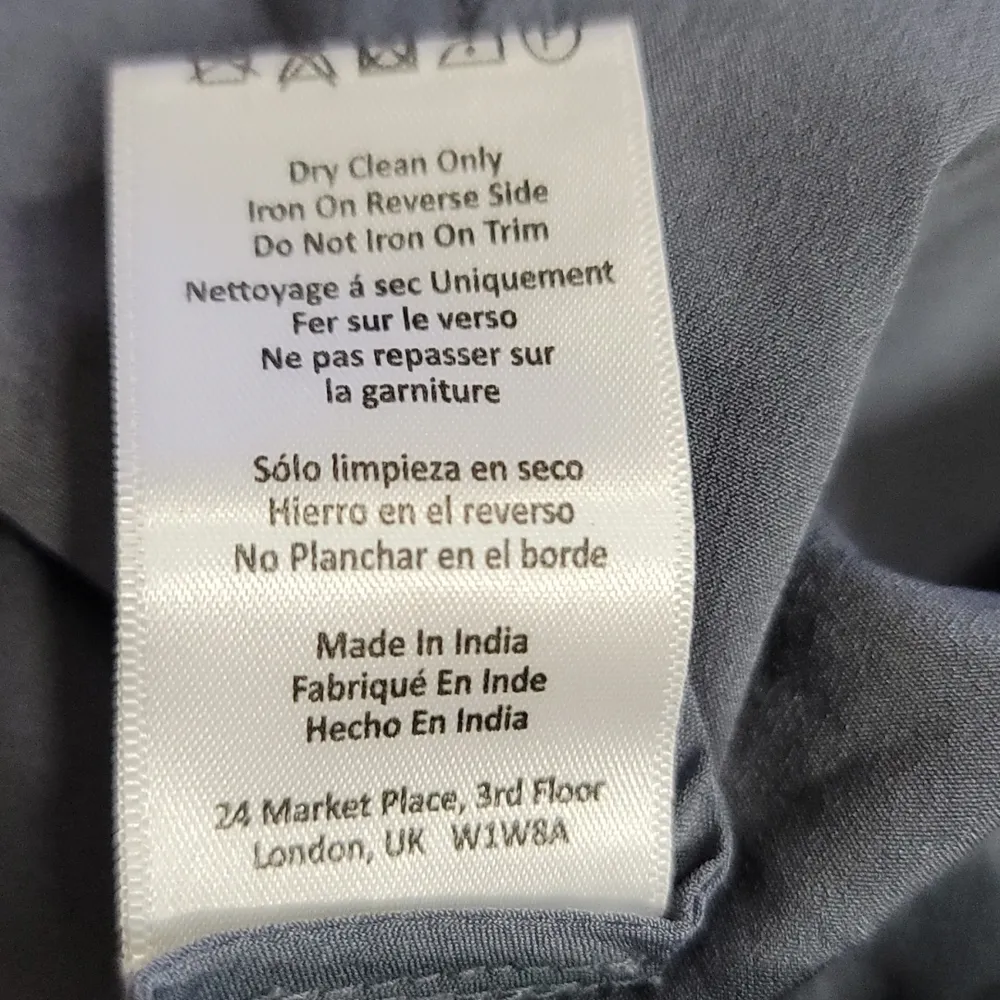 Dry Clean Only
Iron On Reverse Side
Do Not Iron On Trim
Nettoyage á sec Uniquement
Fer sur le verso
Ne pas repasser sur
la garniture
Sólo limpieza en seco
Hierro en el reverso
No Planchar en el borde
Made In India
Fabriqué En Inde
Hecho En India
24 Market Place, 3rd Floor
London, UK W1W8A